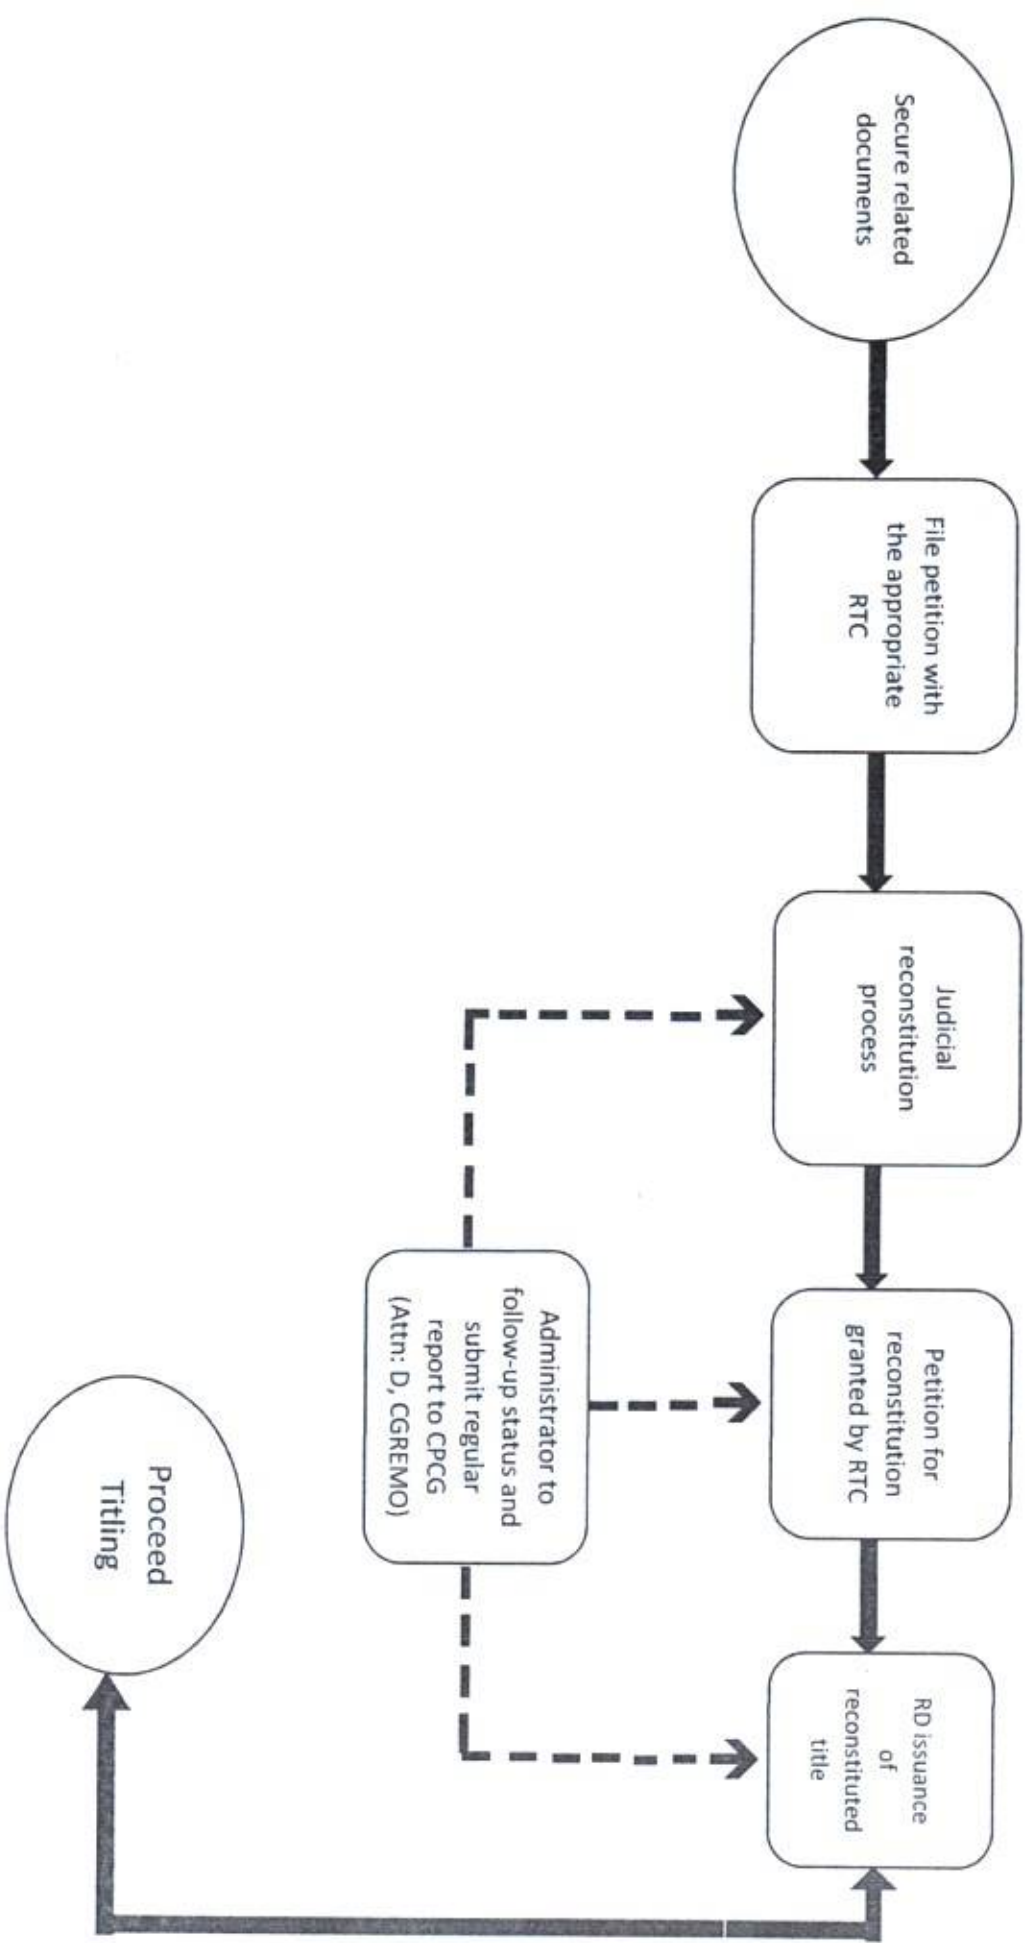 Secure related
documents
File petition with
the appropriate
RTC
Judicial
reconstitution
process
Petition for
reconstitution
granted by RTC
RD issuance
of
reconstituted
title
Administrator to
follow-up status and
submit regular
report to CPCG
(Attn: D, CGREMO)
Proceed
Titling